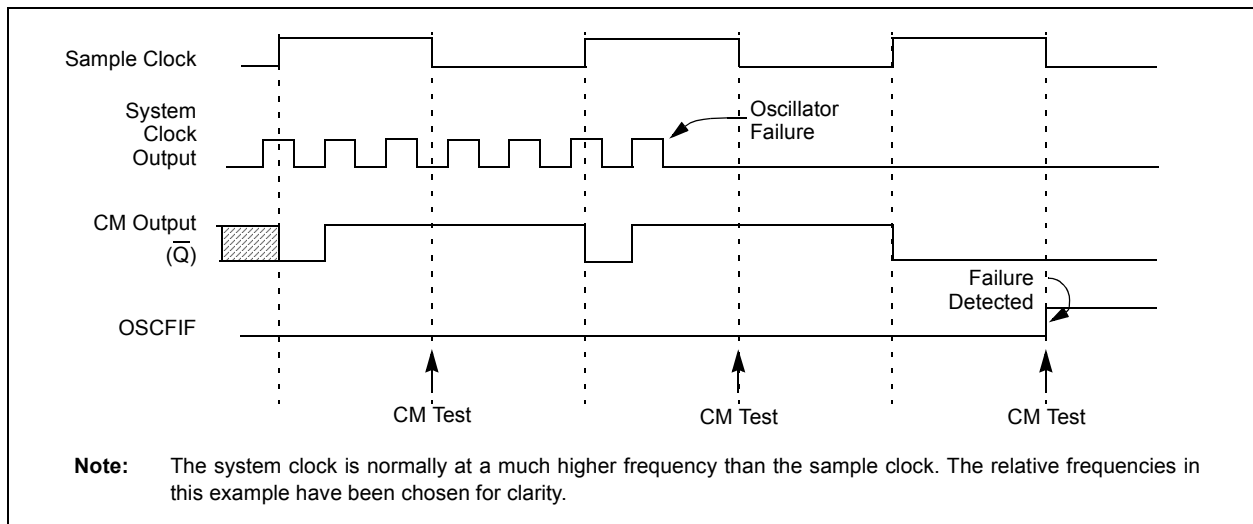 Sample Clock
System
Clock
Output
Oscillator
Failure
CM Output
(Q̅)
Failure
Detected
OSCFIF
CM Test
CM Test
CM Test
Note: The system clock is normally at a much higher frequency than the sample clock. The relative frequencies in
this example have been chosen for clarity.